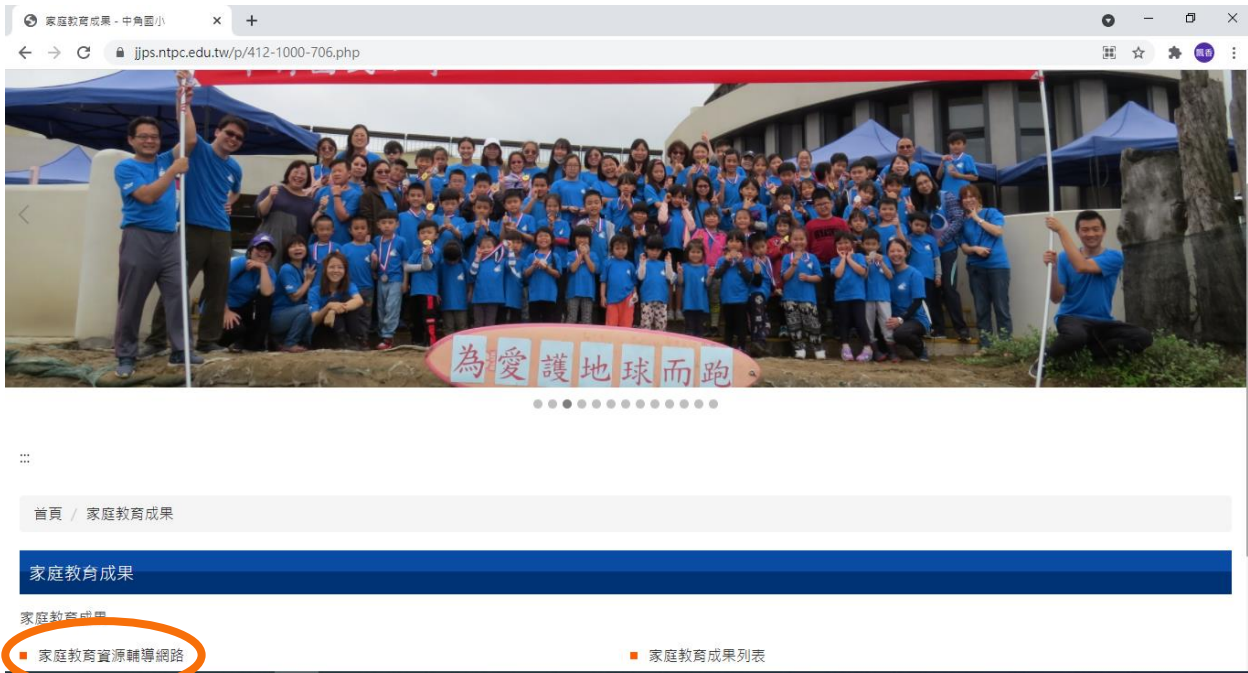 家庭教育成果 - 中角國小
jjps.ntpc.edu.tw/p/412-1000-706.php
飄香
為愛護地球而跑
:::
首頁 / 家庭教育成果
家庭教育成果
家庭教育成果
家庭教育資源輔導網路
家庭教育成果列表